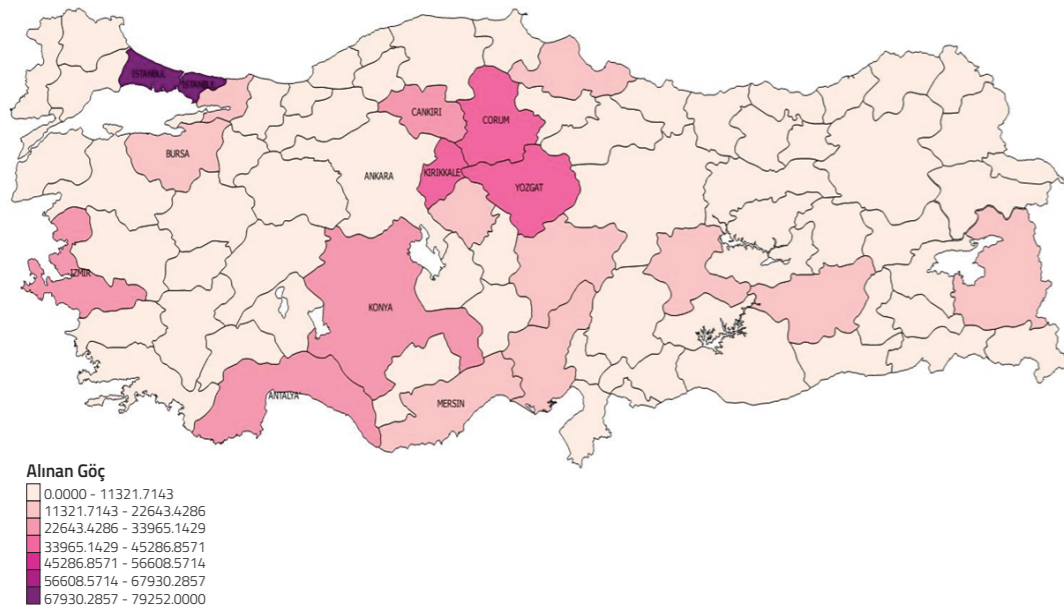 İSTANBUL
İSTANBUL
CANKIRI
CORUM
BURSA
ANKARA
KIRIKKALE
YOZGAT
İZMİR
KONYA
ANTALYA
MERSIN
Alınan Göç
0.0000 - 11321.7143
11321.7143 - 22643.4286
22643.4286 - 33965.1429
33965.1429 - 45286.8571
45286.8571 - 56608.5714
56608.5714 - 67930.2857
67930.2857 - 79252.0000